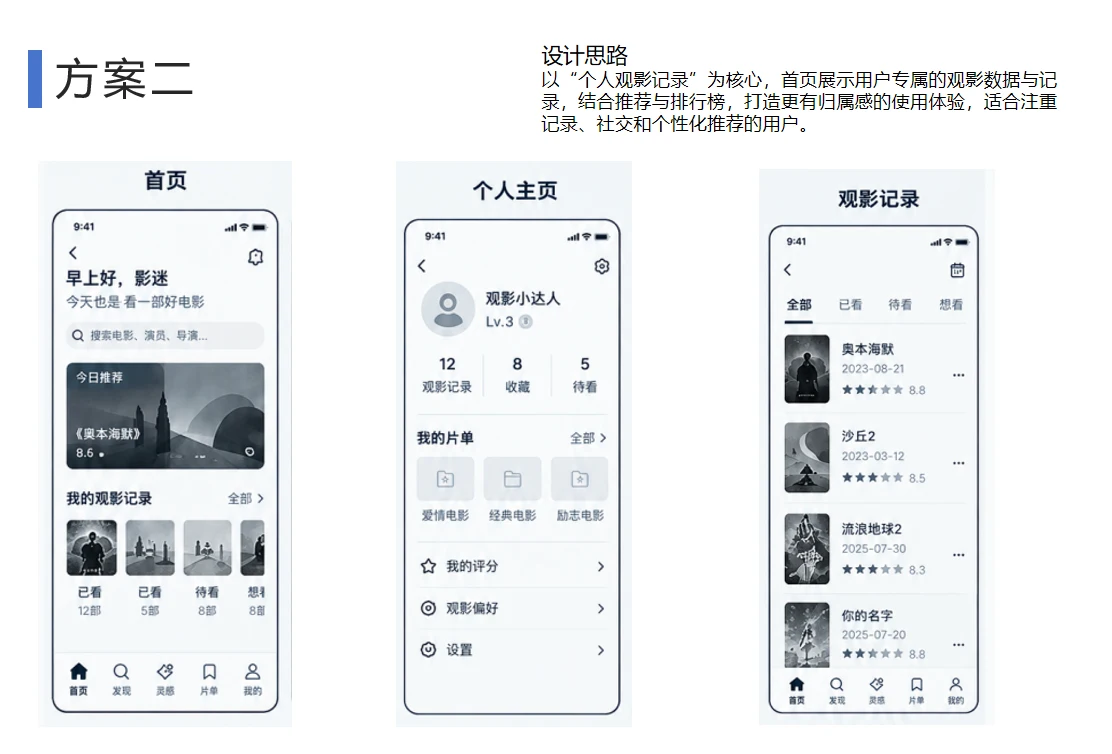 方案二
设计思路
以“个人观影记录”为核心，首页展示用户专属的观影数据与记
录，结合推荐与排行榜，打造更有归属感的使用体验，适合注重
记录、社交和个性化推荐的用户。
首页
9:41
早上好，影迷
今天也是 看一部好电影
搜索电影、演员、导演...
今日推荐
《奥本海默》
8.6
我的观影记录
全部
已看
已看
待看
想看
12部
5部
8部
8部
首页
发现
灵感
片单
我的
个人主页
9:41
观影小达人
Lv.3
12
8
5
观影记录
收藏
待看
我的片单
全部
爱情电影
经典电影
励志电影
我的评分
观影偏好
设置
观影记录
9:41
全部
已看
待看
想看
奥本海默
2023-08-21
8.8
沙丘2
2023-03-12
8.5
流浪地球2
2025-07-30
8.3
你的名字
2025-07-20
8.8
首页
发现
灵感
片单
我的